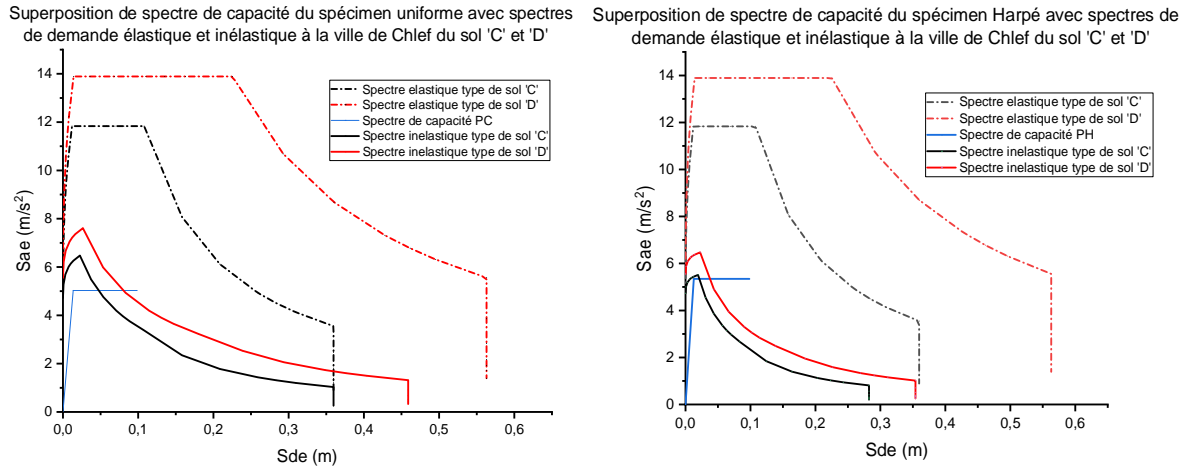 Superposition de spectre de capacité du spécimen uniforme avec spectres
de demande élastique et inélastique à la ville de Chlef du sol 'C' et 'D'
14
12
10
8
6
4
2
0
Sae (m/s²)
Spectre elastique type de sol 'C'
Spectre elastique type de sol 'D'
Spectre de capacité PC
Spectre inelastique type de sol 'C'
Spectre inelastique type de sol 'D'
0,0 0,1 0,2 0,3 0,4 0,5 0,6
Sde (m)
Superposition de spectre de capacité du spécimen Harpé avec spectres de
demande élastique et inélastique à la ville de Chlef du sol 'C' et 'D'
14
12
10
8
6
4
2
0
Sae (m/s²)
Spectre elastique type de sol 'C'
Spectre elastique type de sol 'D'
Spectre de capacité PH
Spectre inelastique type de sol 'C'
Spectre inelastique type de sol 'D'
0,0 0,1 0,2 0,3 0,4 0,5 0,6
Sde (m)